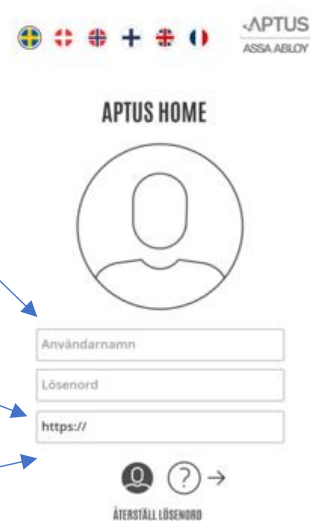 APTUS
ASSA ABLOY
APTUS HOME
Användarnamn
Lösenord
https://
?
ÅTERSTÄLL LÖSENORD